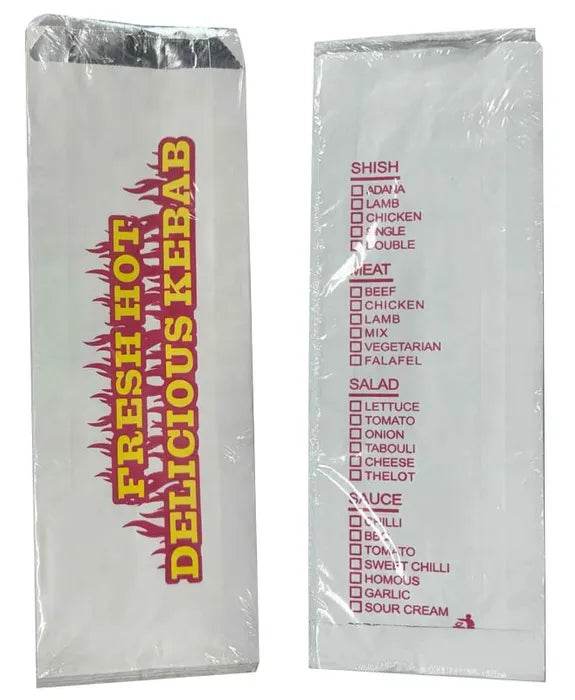 FRESH HOT
DELICIOUS KEBAB
SHISH
ADANA
LAMB
CHICKEN
SINGLE
DOUBLE
MEAT
BEEF
CHICKEN
LAMB
MIX
VEGETARIAN
FALAFEL
SALAD
LETTUCE
TOMATO
ONION
TABOULI
CHEESE
THELOT
SAUCE
CHILLI
BBQ
TOMATO
SWEET CHILLI
HOMOUS
GARLIC
SOUR CREAM